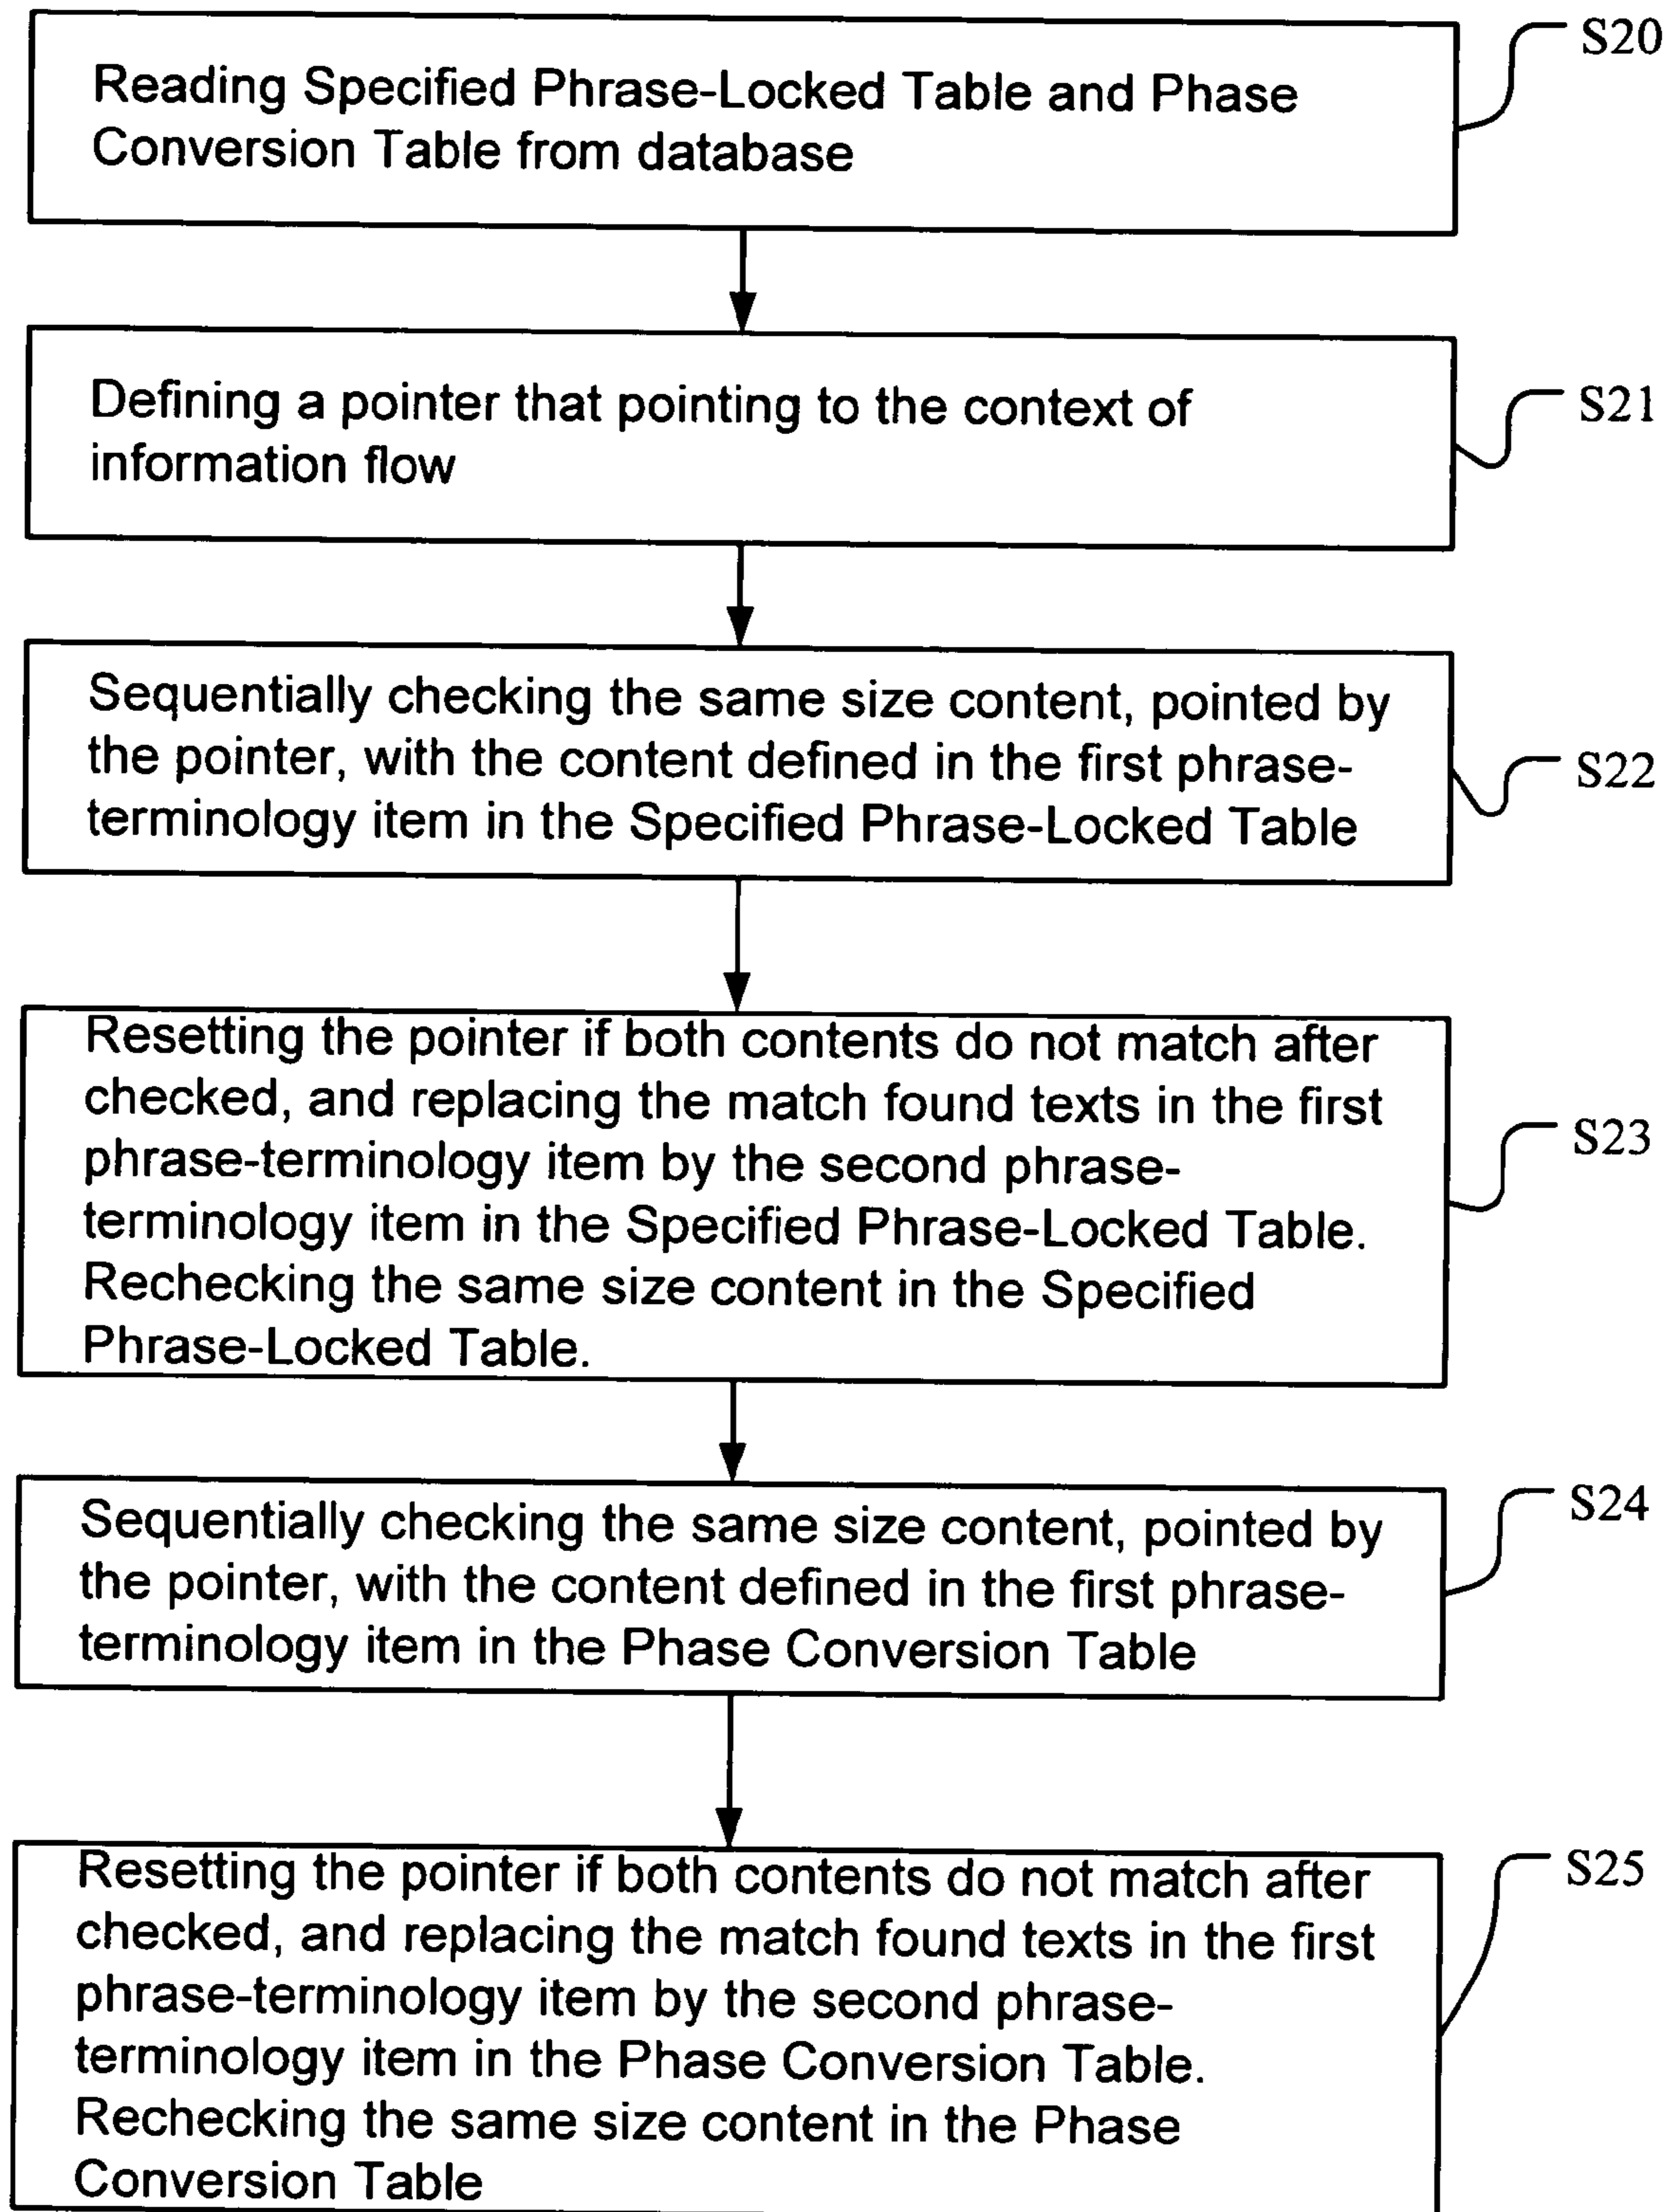 Reading Specified Phrase-Locked Table and Phase
Conversion Table from database
S20
Defining a pointer that pointing to the context of
information flow
S21
Sequentially checking the same size content, pointed by
the pointer, with the content defined in the first phrase-
terminology item in the Specified Phrase-Locked Table
S22
Resetting the pointer if both contents do not match after
checked, and replacing the match found texts in the first
phrase-terminology item by the second phrase-
terminology item in the Specified Phrase-Locked Table.
Rechecking the same size content in the Specified
Phrase-Locked Table.
S23
Sequentially checking the same size content, pointed by
the pointer, with the content defined in the first phrase-
terminology item in the Phase Conversion Table
S24
Resetting the pointer if both contents do not match after
checked, and replacing the match found texts in the first
phrase-terminology item by the second phrase-
terminology item in the Phase Conversion Table.
Rechecking the same size content in the Phase
Conversion Table
S25